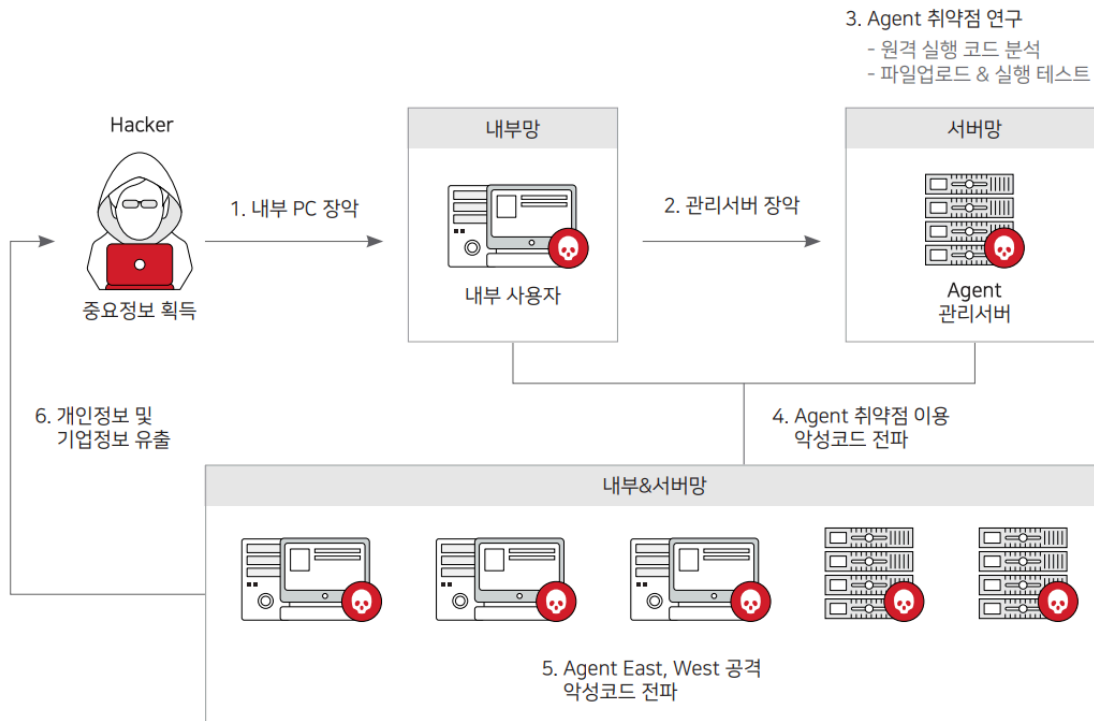 3. Agent 취약점 연구
- 원격 실행 코드 분석
- 파일업로드 & 실행 테스트
Hacker
내부망
서버망
1. 내부 PC 장악
2. 관리서버 장악
중요정보 획득
내부 사용자
Agent
관리서버
6. 개인정보 및
기업정보 유출
4. Agent 취약점 이용
악성코드 전파
내부&서버망
5. Agent East, West 공격
악성코드 전파